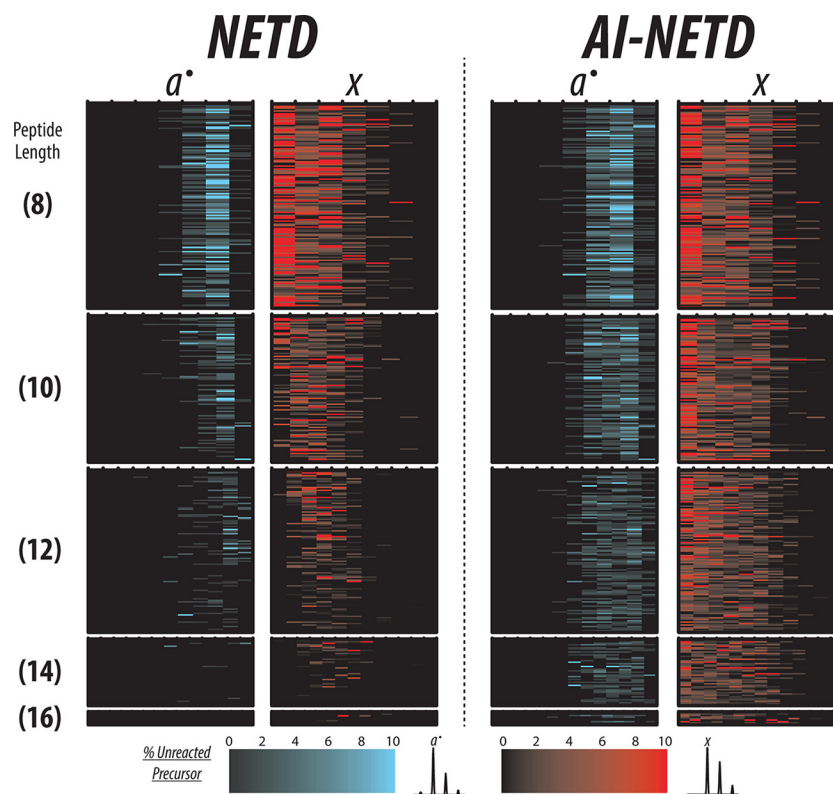 NETD AI-NETD
a• x a• x
Peptide
Length
(8)
(10)
(12)
(14)
(16)
% Unreacted
Precursor
0 2 4 6 8 10
a•
0 2 4 6 8 10
x